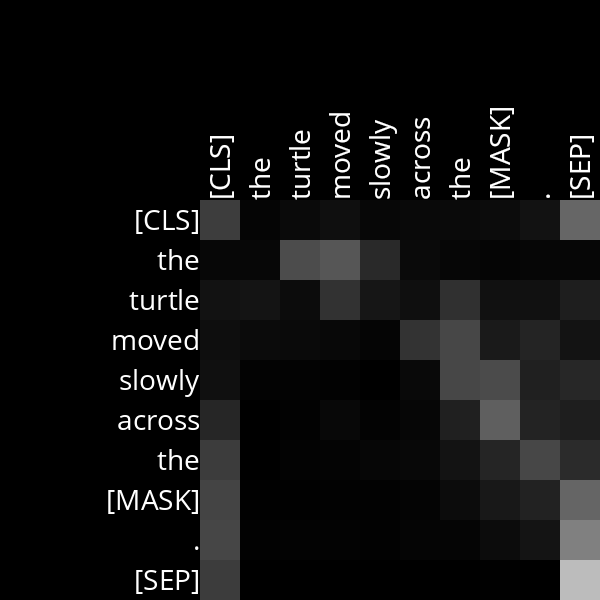 [CLS] the turtle moved slowly across the [MASK] . [SEP]
[CLS]
the
turtle
moved
slowly
across
the
[MASK]
.
[SEP]